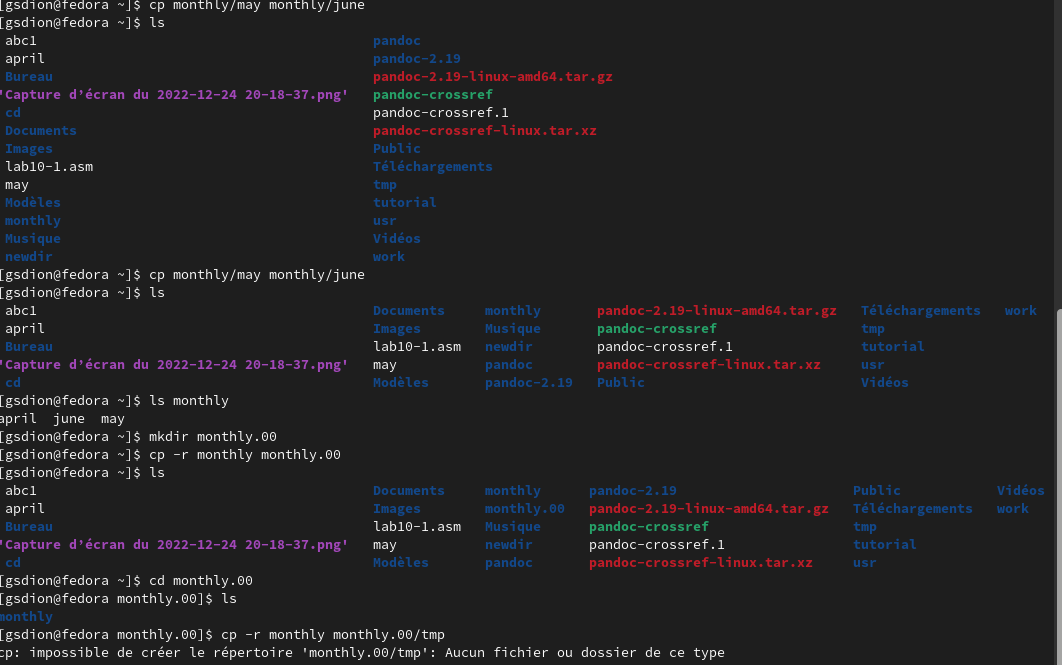 [gsdion@fedora ~]$ cp monthly/may monthly/june
[gsdion@fedora ~]$ ls
abc1 pandoc
april pandoc-2.19
Bureau pandoc-2.19-linux-amd64.tar.gz
'Capture d’écran du 2022-12-24 20-18-37.png' pandoc-crossref
cd pandoc-crossref.1
Documents pandoc-crossref-linux.tar.xz
Images Public
lab10-1.asm Téléchargements
may tmp
Modèles tutorial
monthly usr
Musique Vidéos
newdir work
[gsdion@fedora ~]$ cp monthly/may monthly/june
[gsdion@fedora ~]$ ls
abc1 Documents monthly pandoc-2.19-linux-amd64.tar.gz Téléchargements work
april Images Musique pandoc-crossref tmp
Bureau lab10-1.asm newdir pandoc-crossref.1 tutorial
'Capture d’écran du 2022-12-24 20-18-37.png' may pandoc pandoc-crossref-linux.tar.xz usr
cd Modèles pandoc-2.19 Public Vidéos
[gsdion@fedora ~]$ ls monthly
april june may
[gsdion@fedora ~]$ mkdir monthly.00
[gsdion@fedora ~]$ cp -r monthly monthly.00
[gsdion@fedora ~]$ ls
abc1 Documents monthly pandoc-2.19 Public Vidéos
april Images monthly.00 pandoc-2.19-linux-amd64.tar.gz Téléchargements work
Bureau lab10-1.asm Musique pandoc-crossref tmp
'Capture d’écran du 2022-12-24 20-18-37.png' may newdir pandoc-crossref.1 tutorial
cd Modèles pandoc pandoc-crossref-linux.tar.xz usr
[gsdion@fedora ~]$ cd monthly.00
[gsdion@fedora monthly.00]$ ls
monthly
[gsdion@fedora monthly.00]$ cp -r monthly monthly.00/tmp
cp: impossible de créer le répertoire 'monthly.00/tmp': Aucun fichier ou dossier de ce type